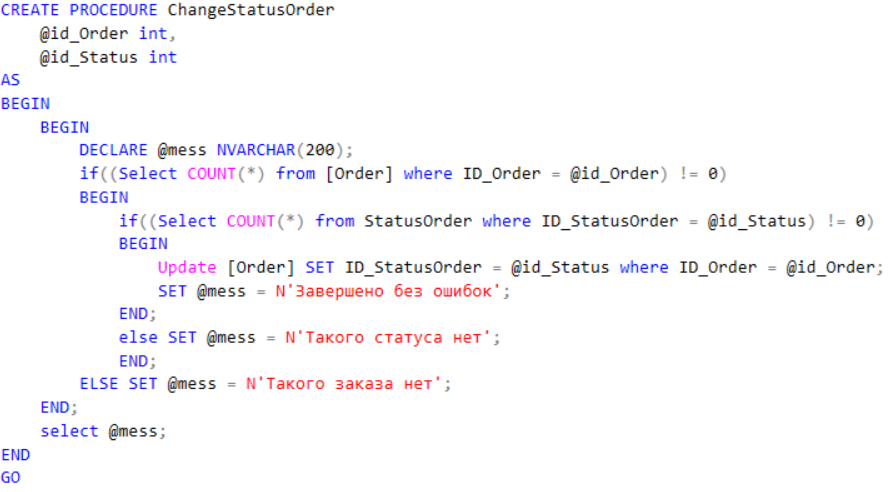 CREATE PROCEDURE ChangeStatusOrder
    @id_Order int,
    @id_Status int
AS
BEGIN
    BEGIN
        DECLARE @mess NVARCHAR(200);
        if((Select COUNT(*) from [Order] where ID_Order = @id_Order) != 0)
        BEGIN
            if((Select COUNT(*) from StatusOrder where ID_StatusOrder = @id_Status) != 0)
            BEGIN
                Update [Order] SET ID_StatusOrder = @id_Status where ID_Order = @id_Order;
                SET @mess = N'Завершено без ошибок';
            END;
            else SET @mess = N'Такого статуса нет';
            END;
        ELSE SET @mess = N'Такого заказа нет';
    END;
    select @mess;
END
GO